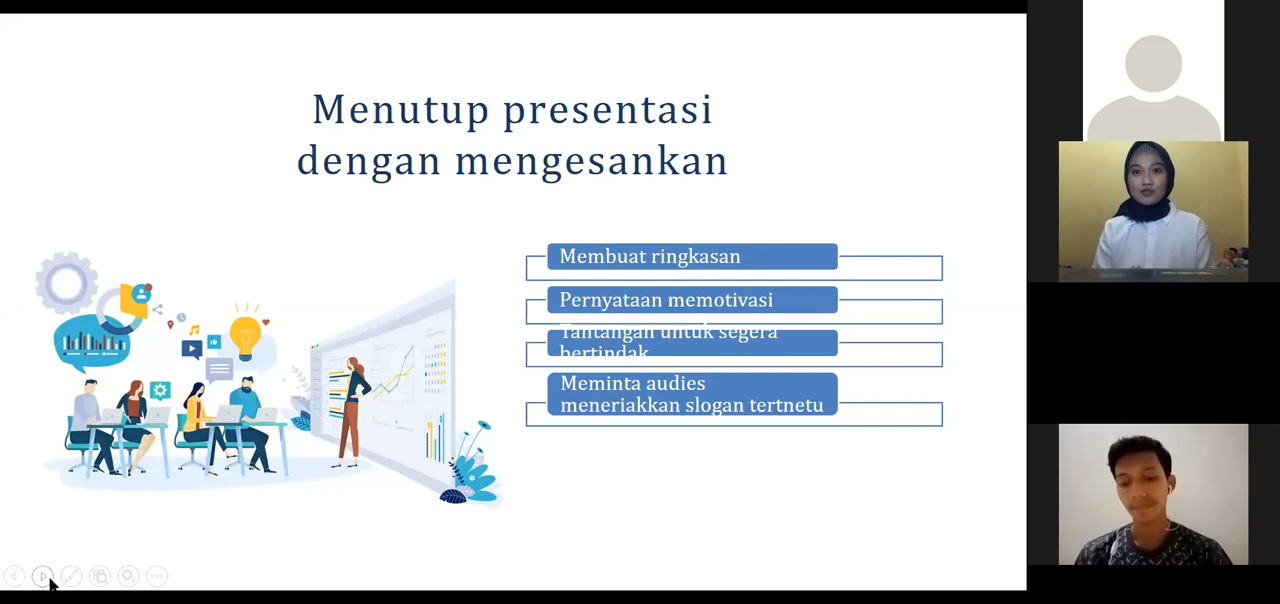 Menutup presentasi
dengan mengesankan
Membuat ringkasan
Pernyataan memotivasi
Tantangan untuk segera
bertindak
Meminta audies
meneriakkan slogan tertnetu